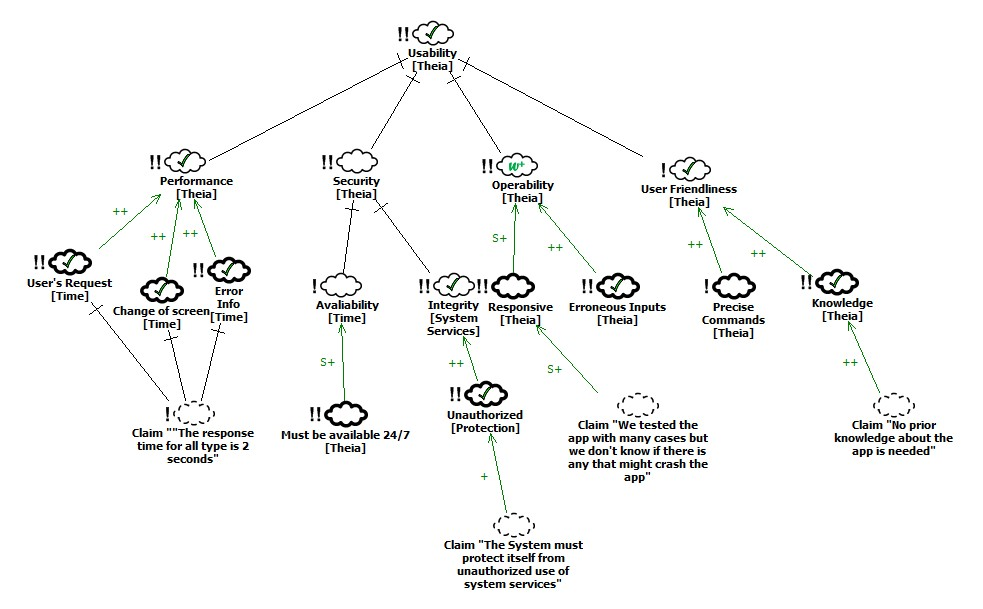 !!
Usability
[Theia]
!!
Performance
[Theia]
!!
Security
[Theia]
!! W+
Operability
[Theia]
!
User Friendliness
[Theia]
++
++
++
S+
++
++
++
!!
User's Request
[Time]
Change of screen
[Time]
!!
Error
Info
[Time]
!
Avaliability
[Time]
!!
Integrity
[System
Services]
!!
Responsive
[Theia]
!!
Erroneous Inputs
[Theia]
!
Precise
Commands
[Theia]
!!
Knowledge
[Theia]
S+
++
S+
++
!
Claim ""The response
time for all type is 2
seconds"
!!
Must be available 24/7
[Theia]
!!
Unauthorized
[Protection]
Claim "We tested the
app with many cases but
we don't know if there is
any that might crash the
app"
Claim "No prior
knowledge about the
app is needed"
+
Claim "The System must
protect itself from
unauthorized use of
system services"